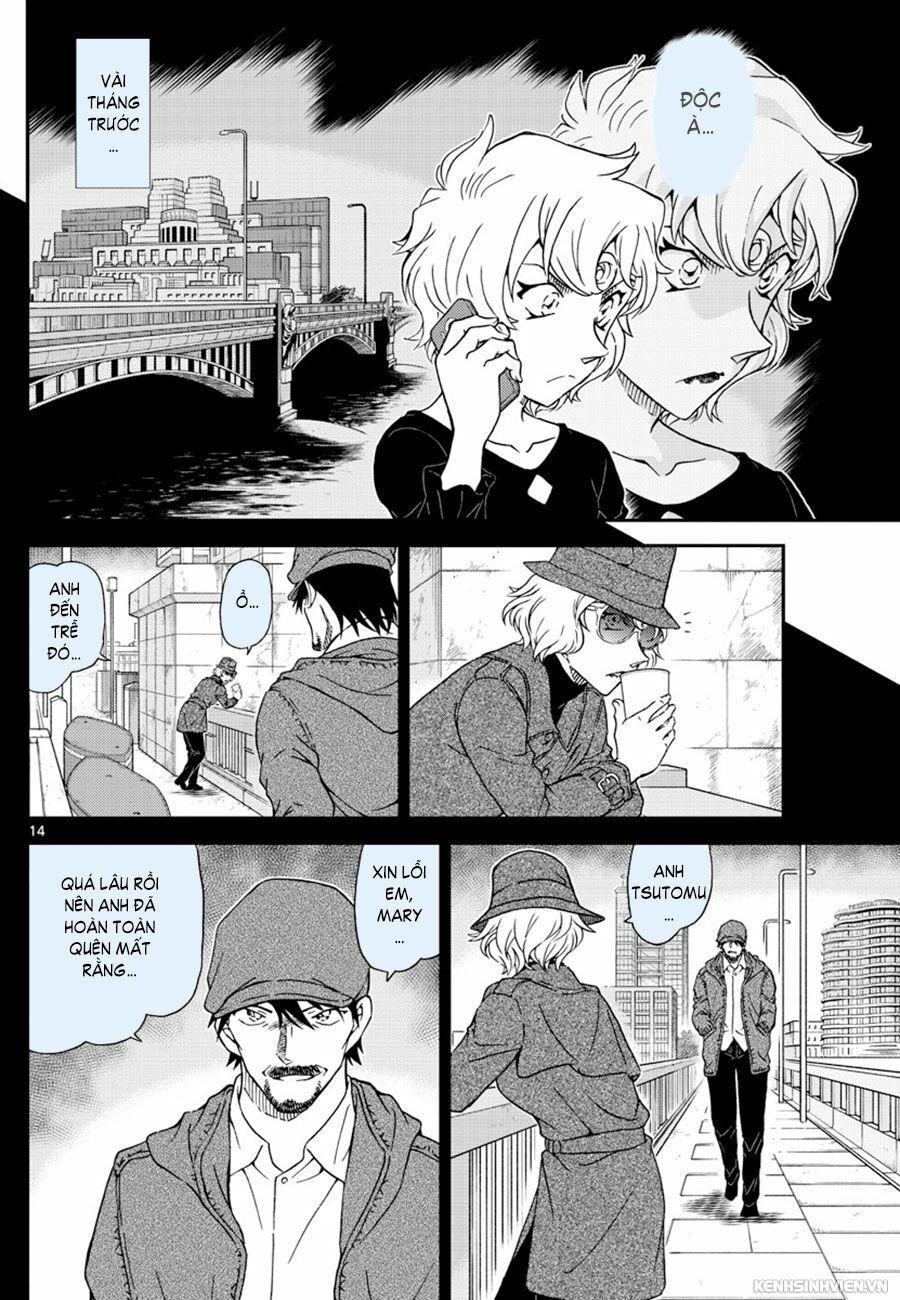 VÀI
THÁNG
TRƯỚC
...
ĐỘC
À...
Ồ...
ANH
ĐẾN
TRỄ
ĐÓ...
14
ANH
TSUTOMU
...
XIN LỖI
EM,
MARY
...
QUÁ LÂU RỒI
NÊN ANH ĐÃ
HOÀN TOÀN
QUÊN MẤT
RẰNG...
KENHSINHVIEN.VN